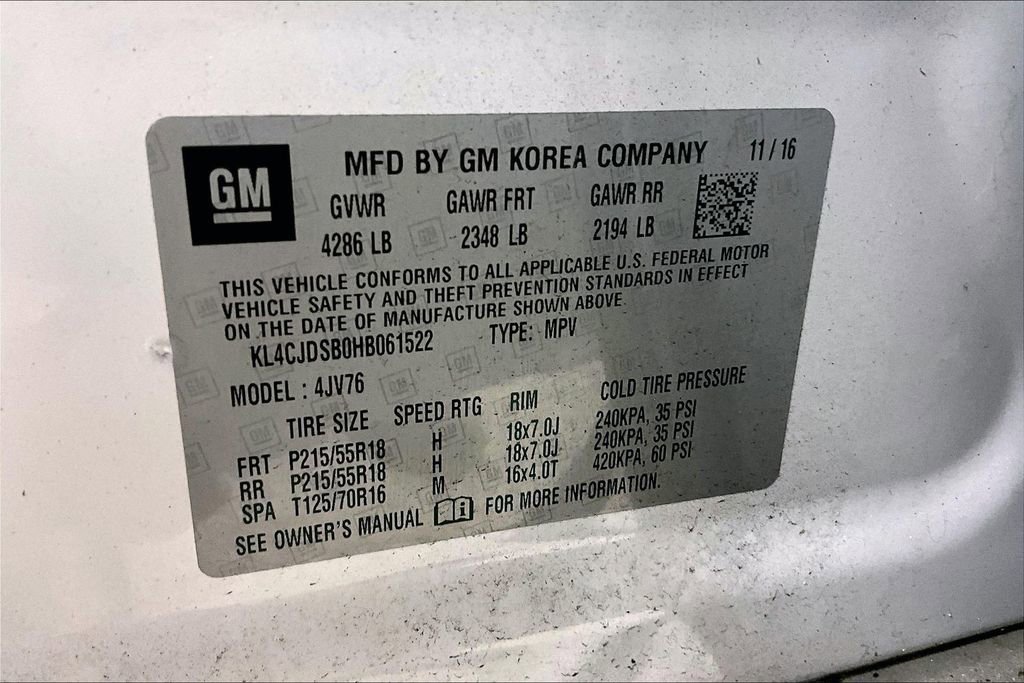 GM
MFD BY GM KOREA COMPANY 11/16
GVWR GAWR FRT GAWR RR
4286 LB 2348 LB 2194 LB
THIS VEHICLE CONFORMS TO ALL APPLICABLE U.S. FEDERAL MOTOR
VEHICLE SAFETY AND THEFT PREVENTION STANDARDS IN EFFECT
ON THE DATE OF MANUFACTURE SHOWN ABOVE.
KL4CJDSB0HB061522 TYPE: MPV
MODEL : 4JV76
TIRE SIZE SPEED RTG RIM COLD TIRE PRESSURE
FRT P215/55R18 H 18x7.0J 240KPA, 35 PSI
RR P215/55R18 H 18x7.0J 240KPA, 35 PSI
SPA T125/70R16 M 16x4.0T 420KPA, 60 PSI
SEE OWNER'S MANUAL FOR MORE INFORMATION.